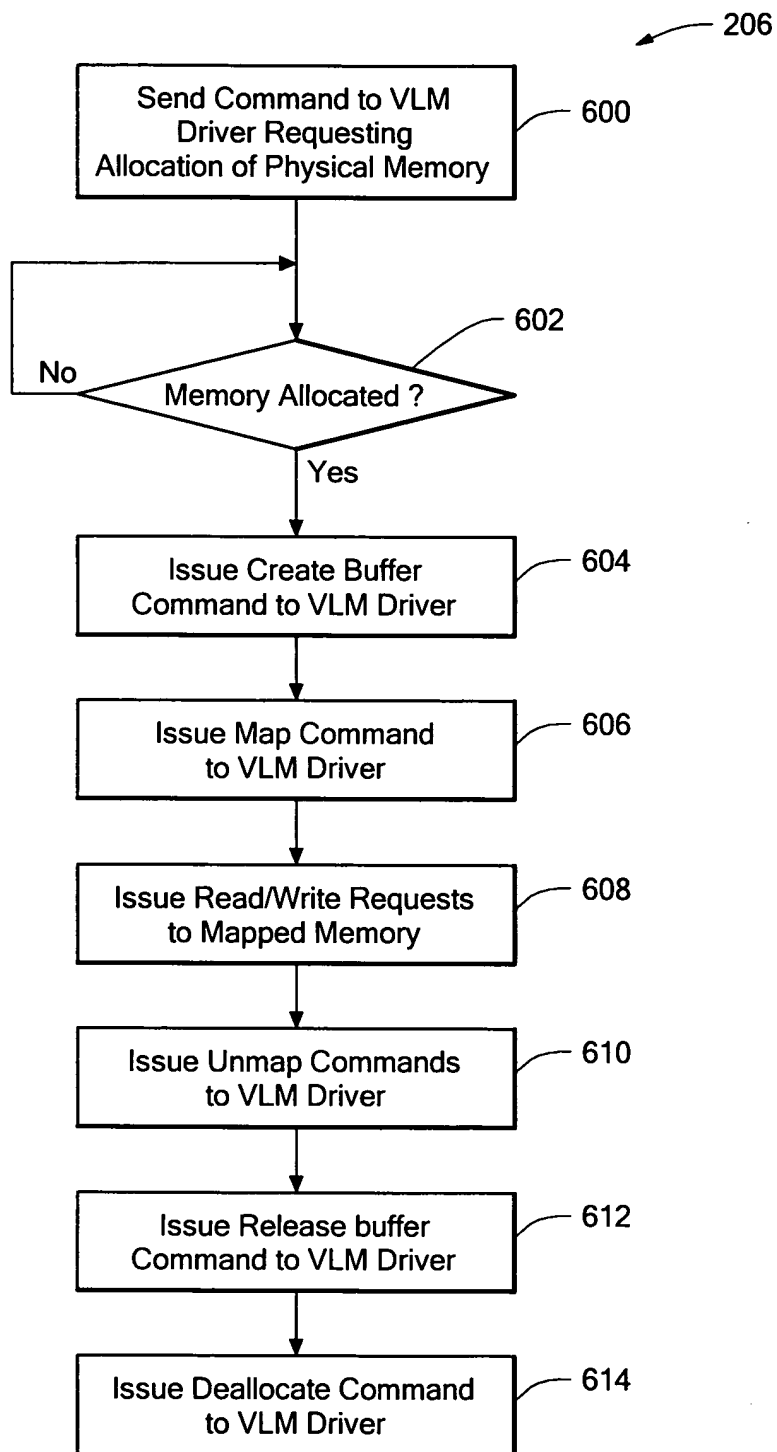 206
Send Command to VLM
Driver Requesting
Allocation of Physical Memory
600
602
No
Memory Allocated ?
Yes
Issue Create Buffer
Command to VLM Driver
604
Issue Map Command
to VLM Driver
606
Issue Read/Write Requests
to Mapped Memory
608
Issue Unmap Commands
to VLM Driver
610
Issue Release buffer
Command to VLM Driver
612
Issue Deallocate Command
to VLM Driver
614